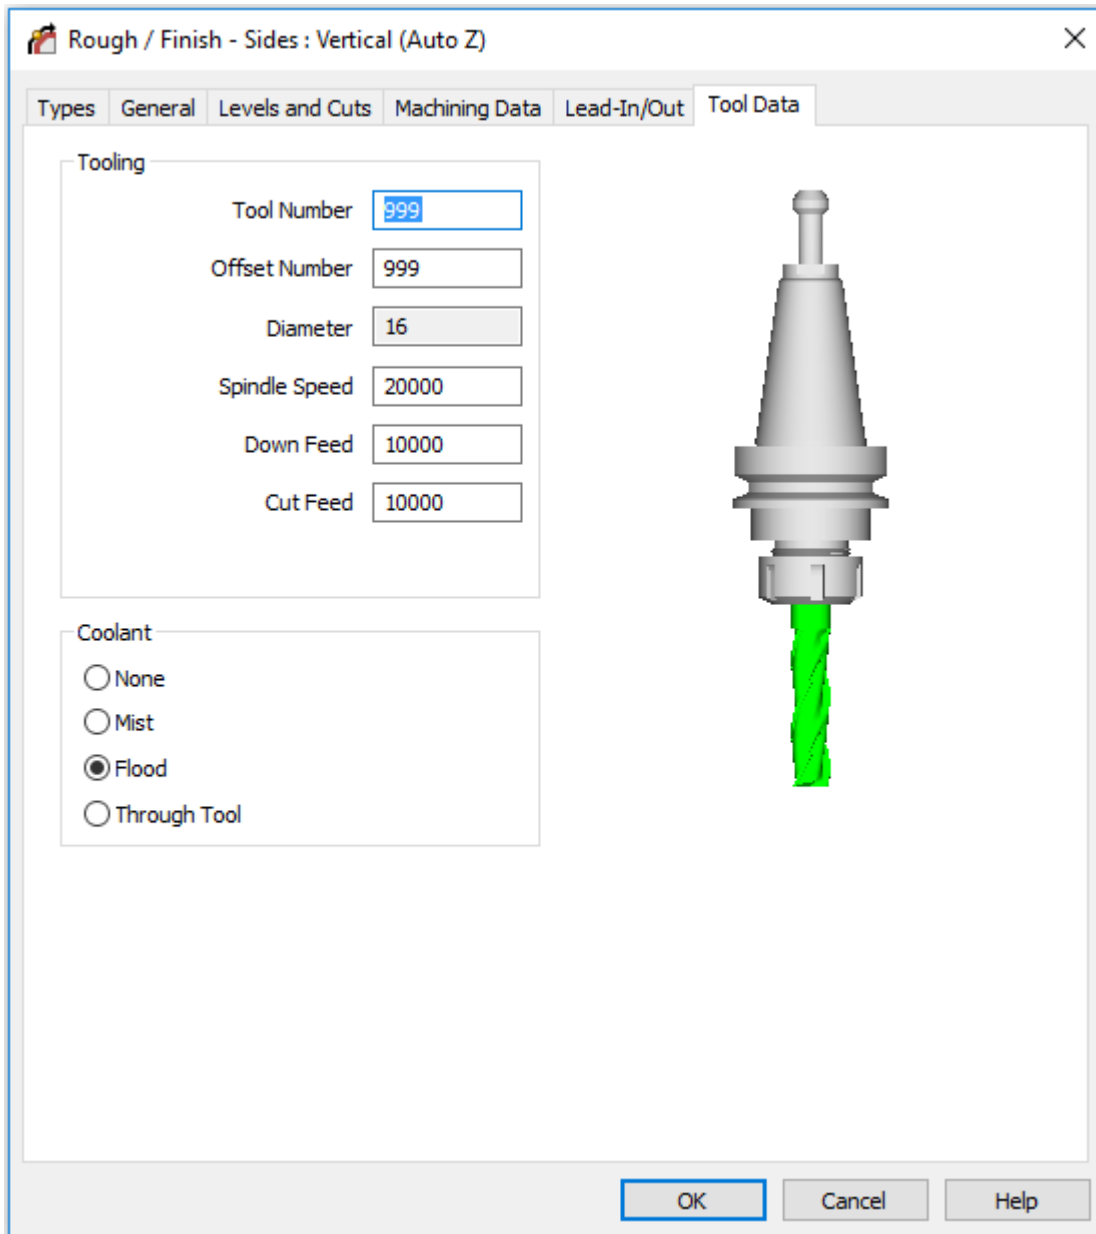 Rough / Finish - Sides : Vertical (Auto Z)
Types General Levels and Cuts Machining Data Lead-In/Out Tool Data
Tooling
Tool Number 999
Offset Number 999
Diameter 16
Spindle Speed 20000
Down Feed 10000
Cut Feed 10000
Coolant
None
Mist
Flood
Through Tool
OK Cancel Help